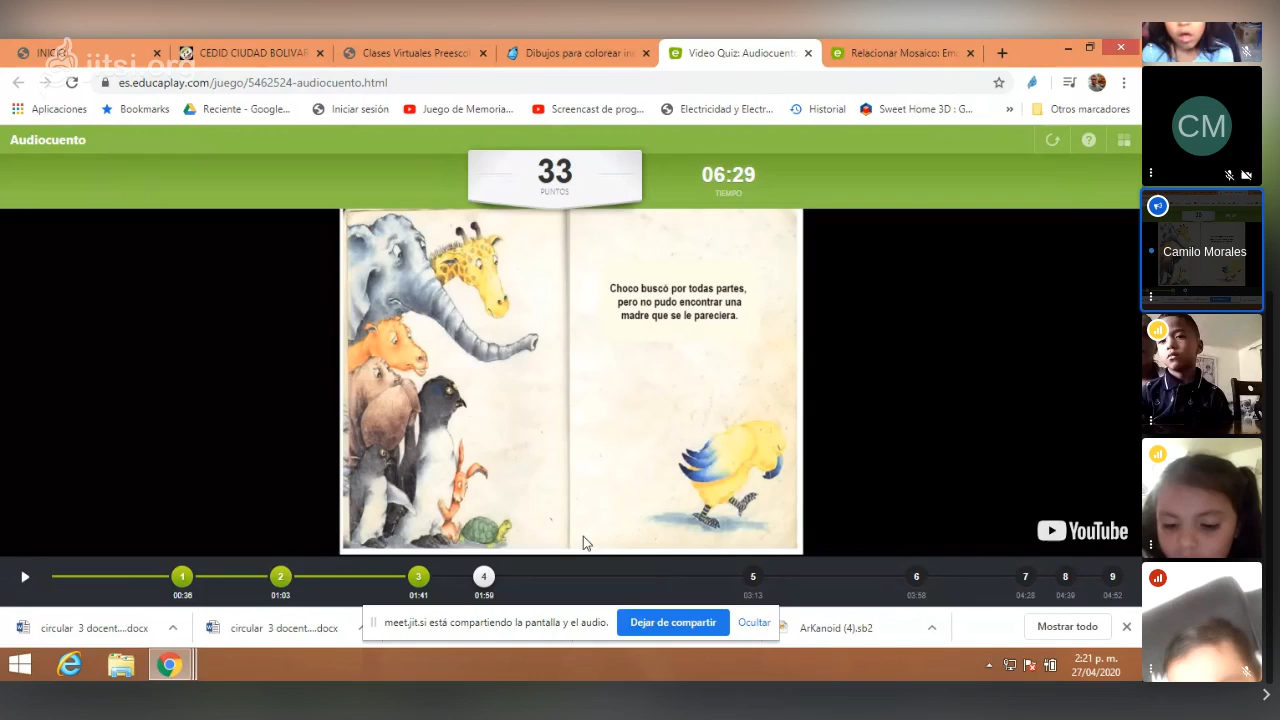 jitsi.org
INICI
CEDID CIUDAD BOLIVAR
Clases Virtuales Preesco
Dibujos para colorear in
Video Quiz: Audiocuento
Relacionar Mosaico: Em
es.educaplay.com/juego/5462524-audiocuento.html
Aplicaciones
Bookmarks
Reciente - Google...
Iniciar sesión
Juego de Memoria...
Screencast de prog...
Electricidad y Electr...
Historial
Sweet Home 3D : G...
»
Otros marcadores
Audiocuento
33
PUNTOS
06:29
TIEMPO
CM
Camilo Morales
Choco buscó por todas partes,
pero no pudo encontrar una
madre que se le pareciera.
YouTube
1 2 3 4 5 6 7 8 9
00:36 01:03 01:41 01:59 03:13 03:58 04:28 04:39 04:52
circular 3 docent....docx
circular 3 docent....docx
meet.jit.si está compartiendo la pantalla y el audio.
Dejar de compartir
Ocultar
ArKanoid (4).sb2
Mostrar todo
2:21 p. m.
27/04/2020